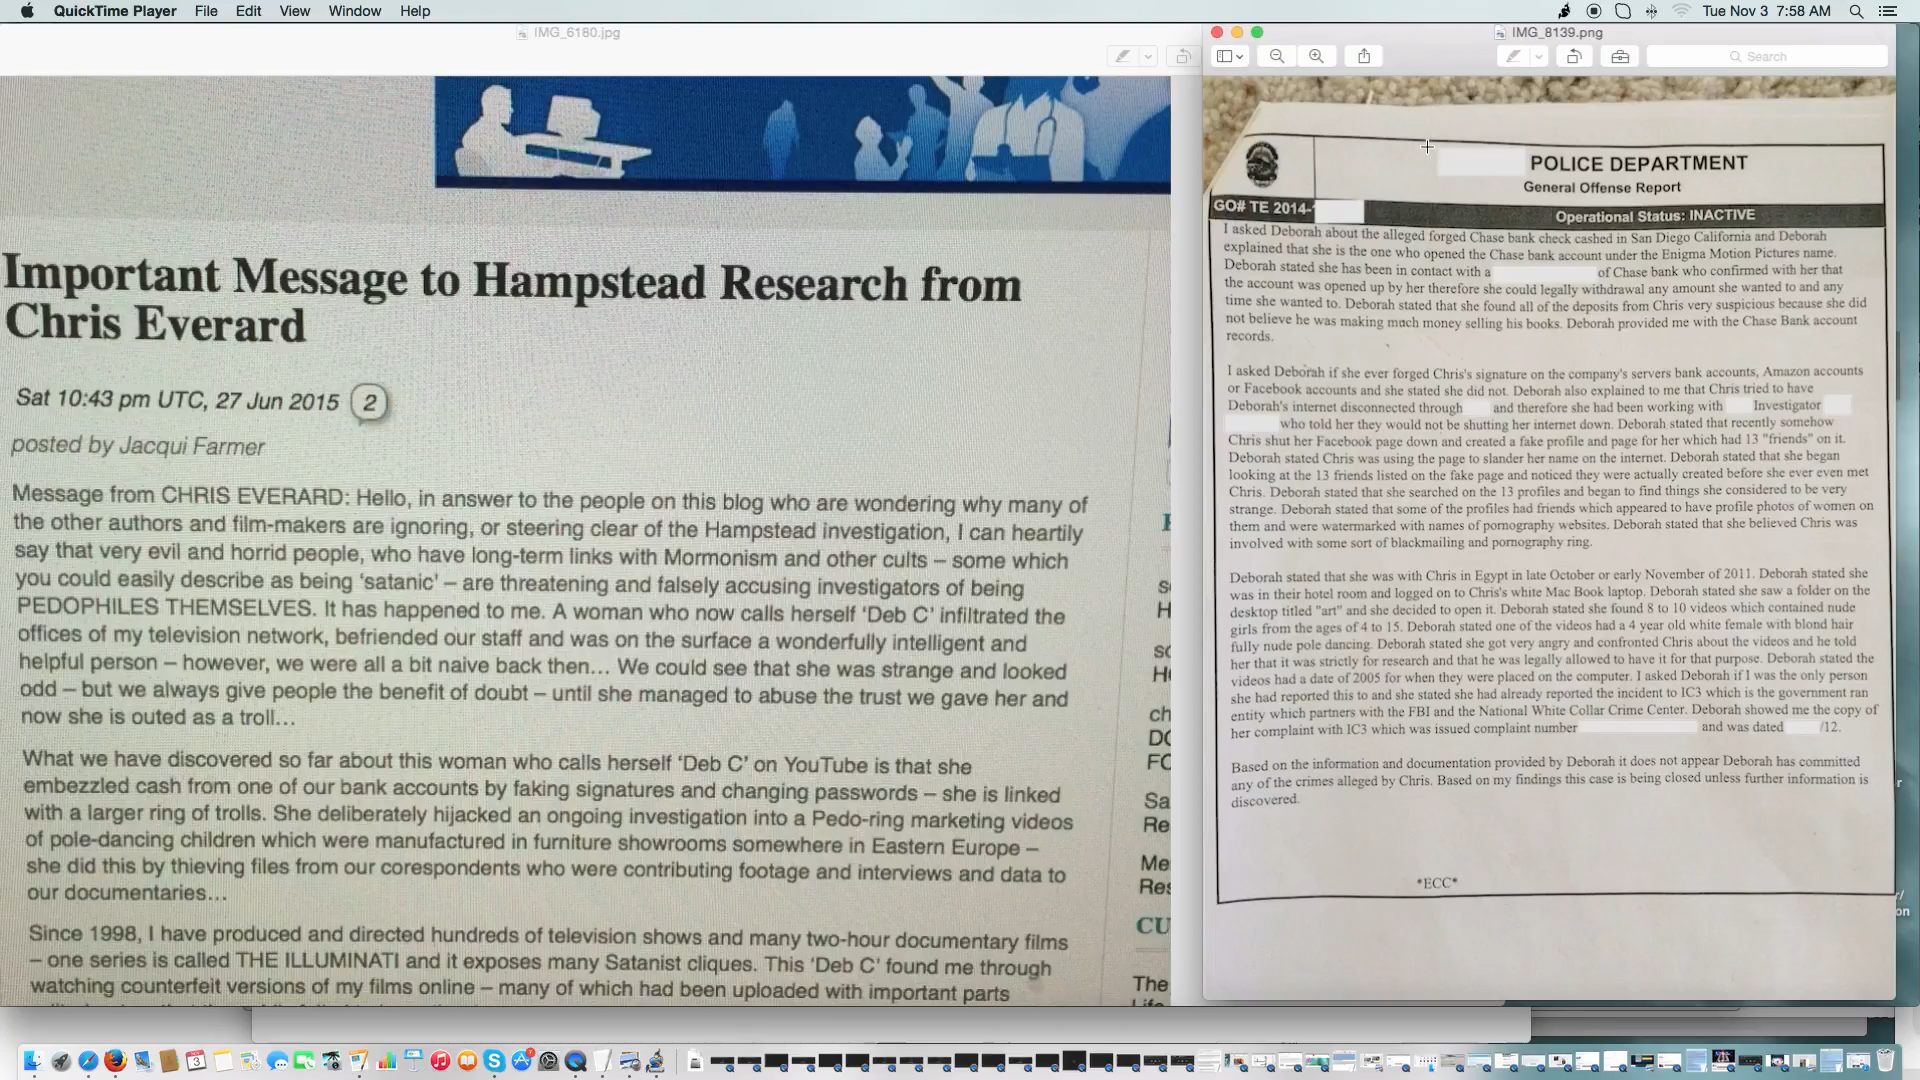 QuickTime Player File Edit View Window Help
Tue Nov 3 7:58 AM
IMG_6180.jpg
Important Message to Hampstead Research from
Chris Everard
Sat 10:43 pm UTC, 27 Jun 2015 2
posted by Jacqui Farmer
Message from CHRIS EVERARD: Hello, in answer to the people on this blog who are wondering why many of
the other authors and film-makers are ignoring, or steering clear of the Hampstead investigation, I can heartily
say that very evil and horrid people, who have long-term links with Mormonism and other cults – some which
you could easily describe as being ‘satanic’ – are threatening and falsely accusing investigators of being
PEDOPHILES THEMSELVES. It has happened to me. A woman who now calls herself ‘Deb C’ infiltrated the
offices of my television network, befriended our staff and was on the surface a wonderfully intelligent and
helpful person – however, we were all a bit naive back then… We could see that she was strange and looked
odd – but we always give people the benefit of doubt – until she managed to abuse the trust we gave her and
now she is outed as a troll…
What we have discovered so far about this woman who calls herself ‘Deb C’ on YouTube is that she
embezzled cash from one of our bank accounts by faking signatures and changing passwords – she is linked
with a larger ring of trolls. She deliberately hijacked an ongoing investigation into a Pedo-ring marketing videos
of pole-dancing children which were manufactured in furniture showrooms somewhere in Eastern Europe –
she did this by thieving files from our corespondents who were contributing footage and interviews and data to
our documentaries…
Since 1998, I have produced and directed hundreds of television shows and many two-hour documentary films
– one series is called THE ILLUMINATI and it exposes many Satanist cliques. This ‘Deb C’ found me through
watching counterfeit versions of my films online – many of which had been uploaded with important parts
IMG_8139.png
Search
POLICE DEPARTMENT
General Offense Report
GO# TE 2014-
Operational Status: INACTIVE
I asked Deborah about the alleged forged Chase bank check cashed in San Diego California and Deborah
explained that she is the one who opened the Chase bank account under the Enigma Motion Pictures name.
Deborah stated she has been in contact with a of Chase bank who confirmed with her that
the account was opened up by her therefore she could legally withdrawal any amount she wanted to and any
time she wanted to. Deborah stated that she found all of the deposits from Chris very suspicious because she did
not believe he was making much money selling his books. Deborah provided me with the Chase Bank account
records.
I asked Deborah if she ever forged Chris's signature on the company's servers bank accounts, Amazon accounts
or Facebook accounts and she stated she did not. Deborah also explained to me that Chris tried to have
Deborah's internet disconnected through and therefore she had been working with Investigator
who told her they would not be shutting her internet down. Deborah stated that recently somehow
Chris shut her Facebook page down and created a fake profile and page for her which had 13 "friends" on it.
Deborah stated Chris was using the page to slander her name on the internet. Deborah stated that she began
looking at the 13 friends listed on the fake page and noticed they were actually created before she ever even met
Chris. Deborah stated that she searched on the 13 profiles and began to find things she considered to be very
strange. Deborah stated that some of the profiles had friends which appeared to have profile photos of women on
them and were watermarked with names of pornography websites. Deborah stated that she believed Chris was
involved with some sort of blackmailing and pornography ring.
Deborah stated that she was with Chris in Egypt in late October or early November of 2011. Deborah stated she
was in their hotel room and logged on to Chris's white Mac Book laptop. Deborah stated she saw a folder on the
desktop titled "art" and she decided to open it. Deborah stated she found 8 to 10 videos which contained nude
girls from the ages of 4 to 15. Deborah stated one of the videos had a 4 year old white female with blond hair
fully nude pole dancing. Deborah stated she got very angry and confronted Chris about the videos and he told
her that it was strictly for research and that he was legally allowed to have it for that purpose. Deborah stated the
videos had a date of 2005 for when they were placed on the computer. I asked Deborah if I was the only person
she had reported this to and she stated she had already reported the incident to IC3 which is the government ran
entity which partners with the FBI and the National White Collar Crime Center. Deborah showed me the copy of
her complaint with IC3 which was issued complaint number and was dated /12.
Based on the information and documentation provided by Deborah it does not appear Deborah has committed
any of the crimes alleged by Chris. Based on my findings this case is being closed unless further information is
discovered.
*ECC*